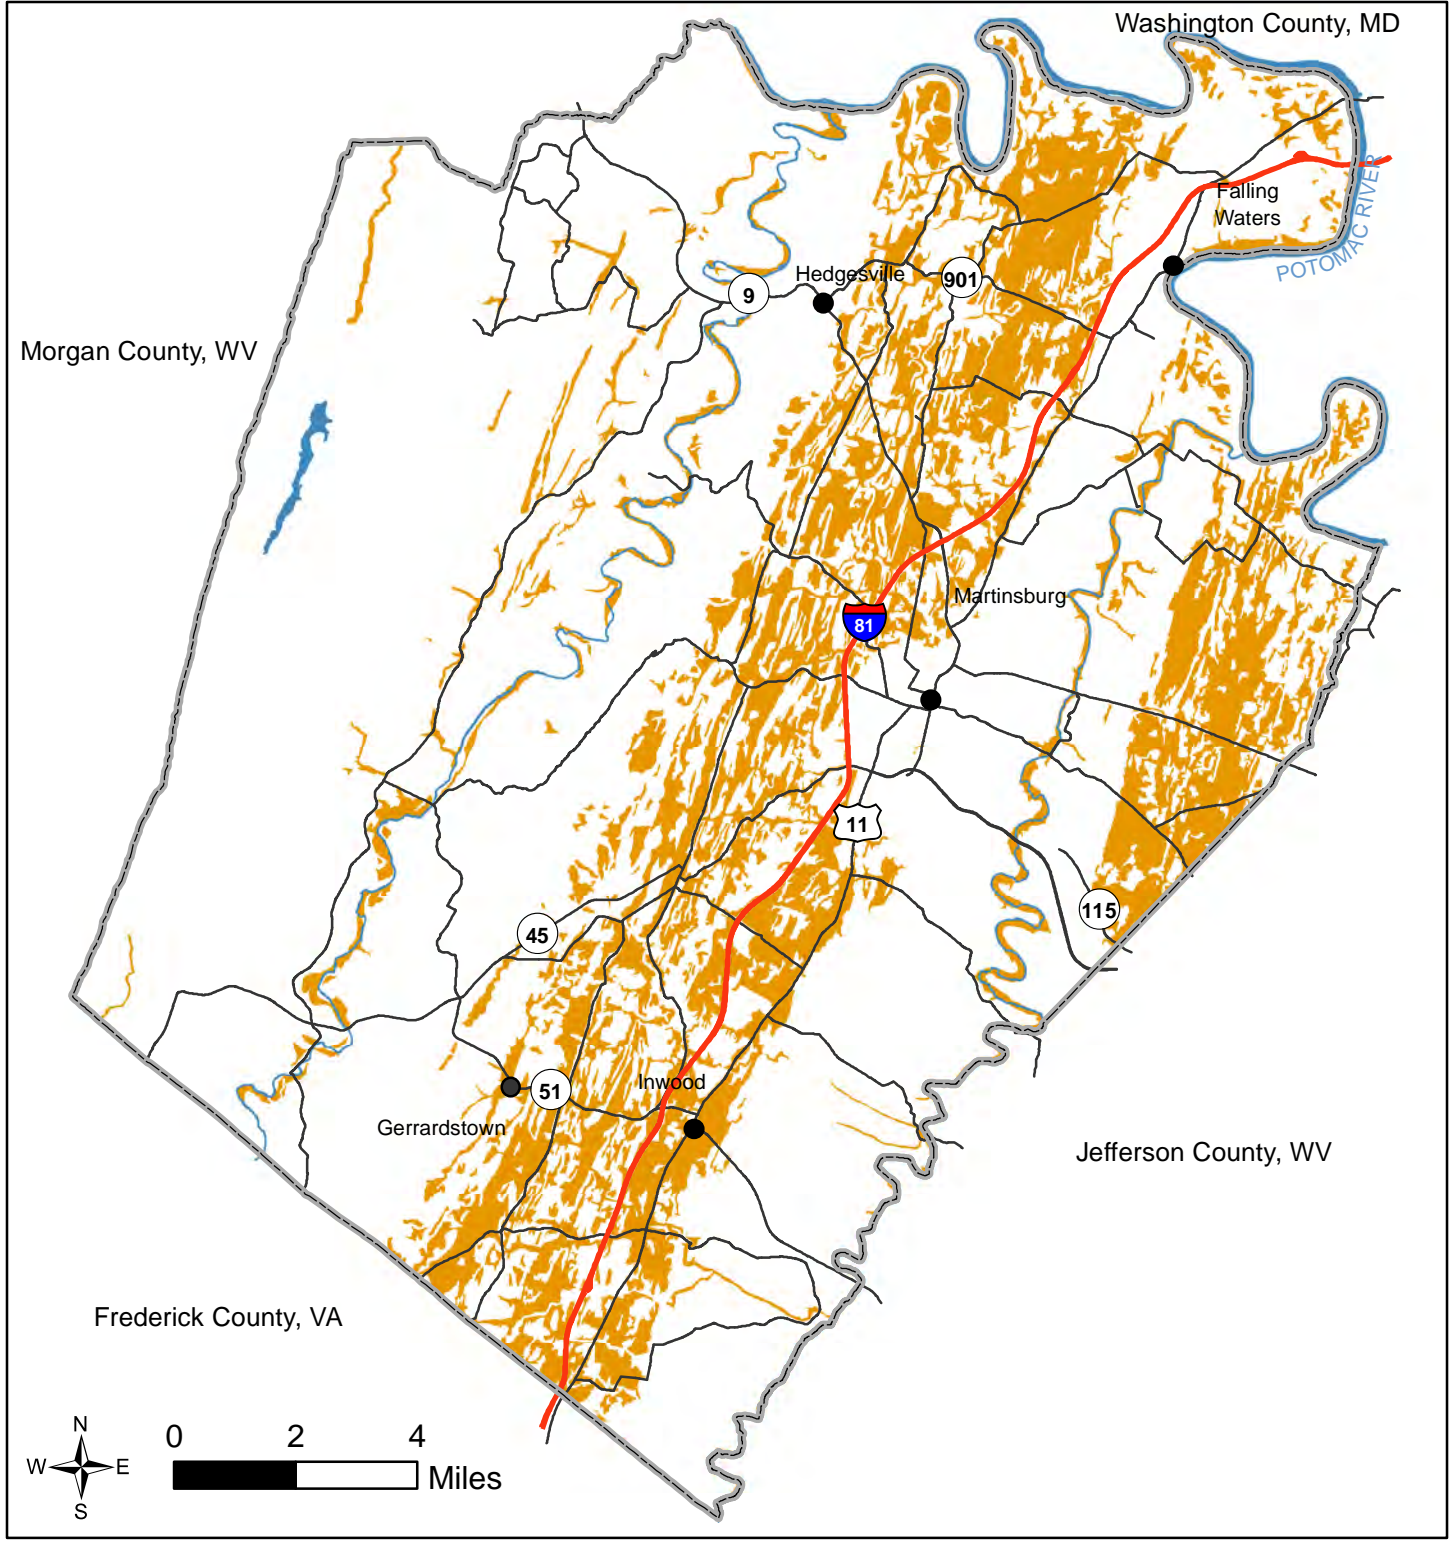 Washington County, MD
Falling
Waters
POTOMAC RIVER
Hedgesville
901
9
Morgan County, WV
Martinsburg
81
11
115
45
Inwood
51
Gerrardstown
Jefferson County, WV
Frederick County, VA
N
W E
S
0 2 4
Miles